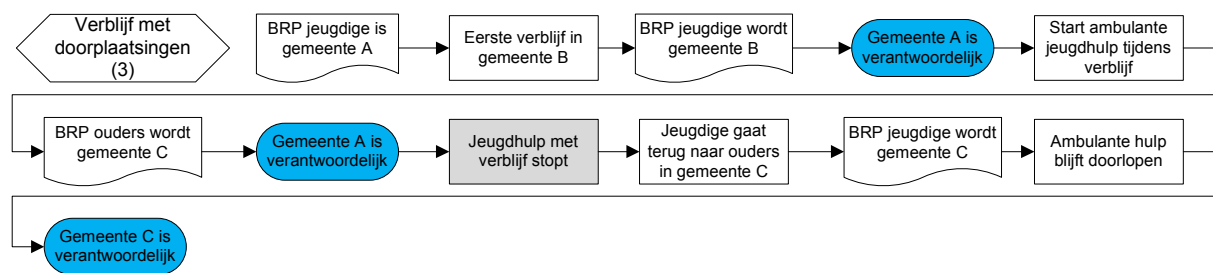 Verblijf met
doorplaatsingen
(3)
BRP jeugdige is
gemeente A
Eerste verblijf in
gemeente B
BRP jeugdige wordt
gemeente B
Gemeente A is
verantwoordelijk
Start ambulante
jeugdhulp tijdens
verblijf
BRP ouders wordt
gemeente C
Gemeente A is
verantwoordelijk
Jeugdhulp met
verblijf stopt
Jeugdige gaat
terug naar ouders
in gemeente C
BRP jeugdige wordt
gemeente C
Ambulante hulp
blijft doorlopen
Gemeente C is
verantwoordelijk